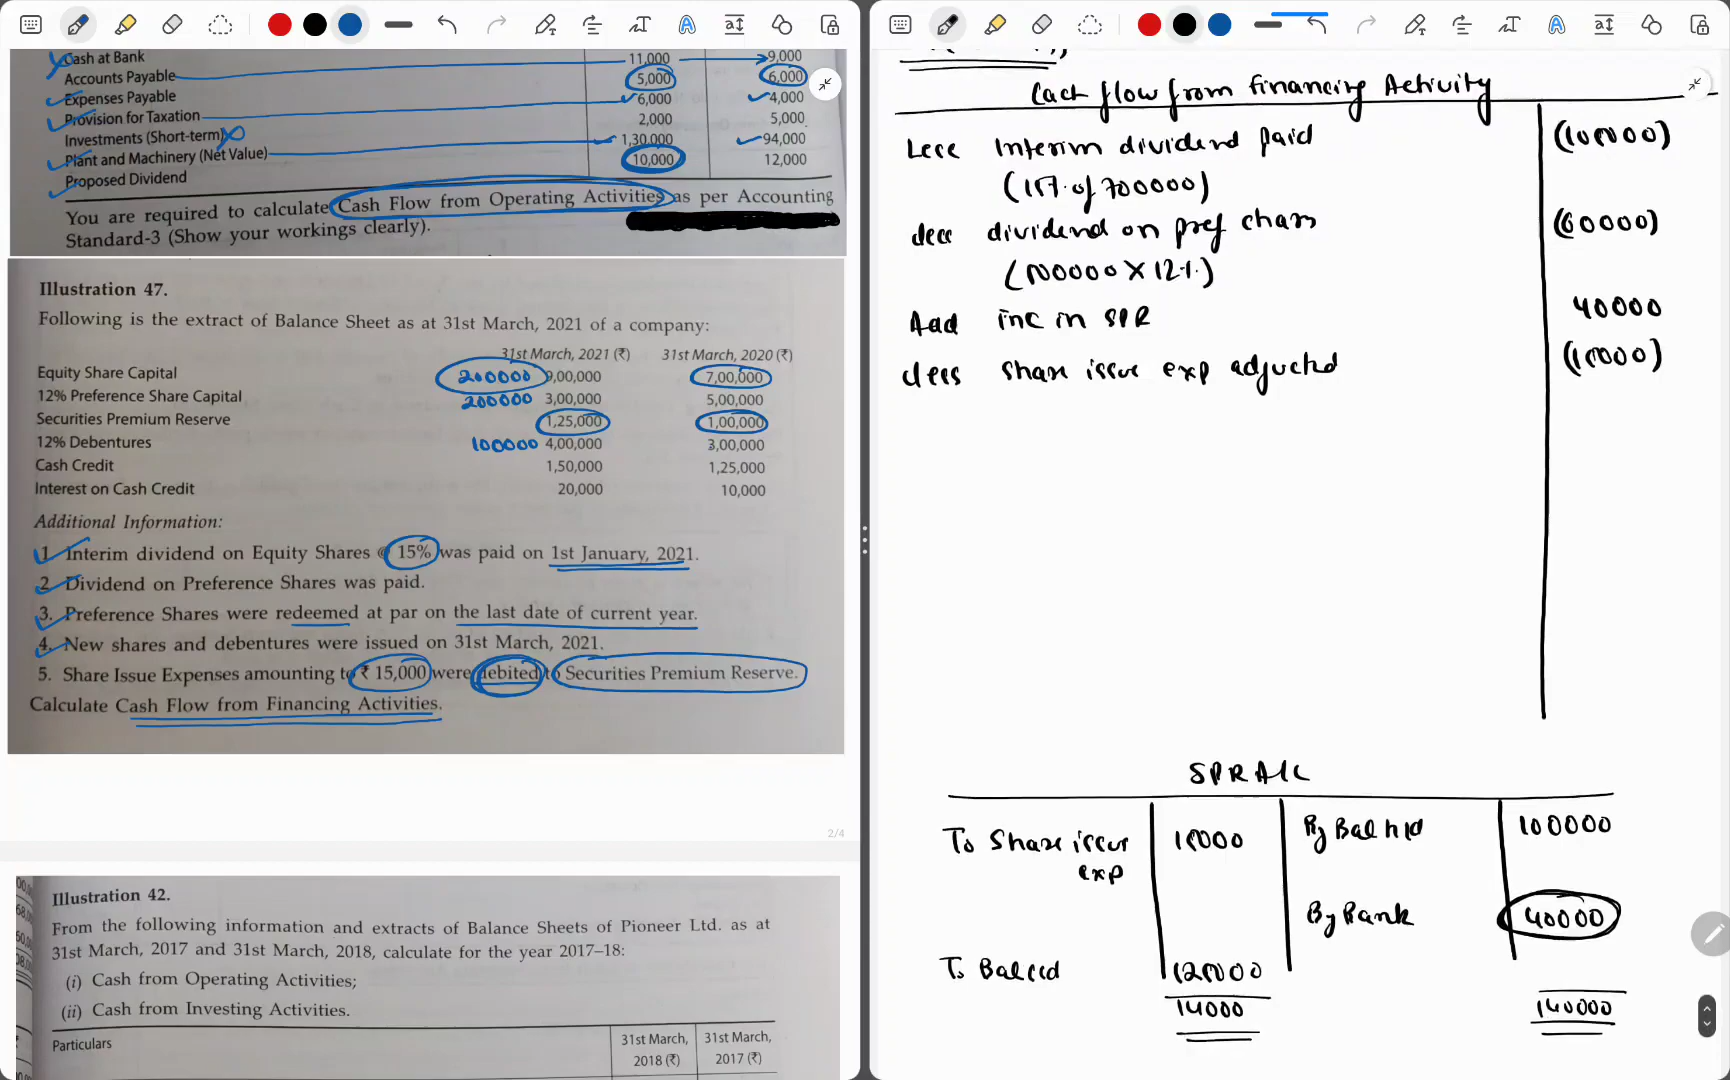 Cash at Bank 11,000 9,000
Accounts Payable 5,000 6,000
Expenses Payable 6,000 4,000
Provision for Taxation 2,000 5,000
Investments (Short-term) 1,30,000 94,000
Plant and Machinery (Net Value) 10,000 12,000
Proposed Dividend
You are required to calculate Cash Flow from Operating Activities as per Accounting
Standard-3 (Show your workings clearly).
Illustration 47.
Following is the extract of Balance Sheet as at 31st March, 2021 of a company:
31st March, 2021 (₹) 31st March, 2020 (₹)
Equity Share Capital 200000 9,00,000 7,00,000
12% Preference Share Capital 200000 3,00,000 5,00,000
Securities Premium Reserve 1,25,000 1,00,000
12% Debentures 100000 4,00,000 3,00,000
Cash Credit 1,50,000 1,25,000
Interest on Cash Credit 20,000 10,000
Additional Information:
1. Interim dividend on Equity Shares @ 15% was paid on 1st January, 2021.
2. Dividend on Preference Shares was paid.
3. Preference Shares were redeemed at par on the last date of current year.
4. New shares and debentures were issued on 31st March, 2021.
5. Share Issue Expenses amounting to ₹ 15,000 were debited to Securities Premium Reserve.
Calculate Cash Flow from Financing Activities.
2/4
Illustration 42.
From the following information and extracts of Balance Sheets of Pioneer Ltd. as at
31st March, 2017 and 31st March, 2018, calculate for the year 2017–18:
(i) Cash from Operating Activities;
(ii) Cash from Investing Activities.
Particulars 31st March, 2018 (₹) 31st March, 2017 (₹)
Cash flow from financing Activity
Less Interim dividend paid (105000)
(15% of 700000)
Less dividend on pref shares (60000)
(500000 X 12%)
Add inc in SPR 40000
Less share issue exp adjusted (15000)
SPR A/C
To Share issue exp 15000 By Bal b/d 100000
By Bank 40000
To Bal c/d 125000
14000 140000